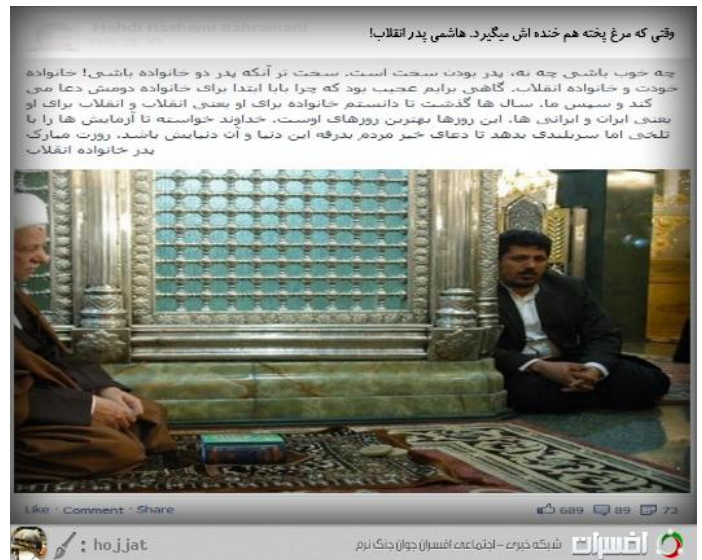 Mehdi Hashemi Bahramani
وقتی که مرغ پخته هم خنده اش میگیرد. هاشمی پدر انقلاب!
چه خوب باشی چه نه، پدر بودن سخت است. سخت تر آنکه پدر دو خانواده باشی! خانواده
خودت و خانواده انقلاب. گاهی برایم عجیب بود که چرا بابا ابتدا برای خانواده دومش دعا می
کند و سپس ما. سال ها گذشت تا دانستم خانواده برای او یعنی انقلاب و انقلاب برای او
یعنی ایران و ایرانی ها. این روزها بهترین روزهای اوست. خداوند خواسته تا آزمایش ها را با
تلخی اما سربلندی بدهد تا دعای خیر مردم بدرقه این دنیا و آن دنیایش باشد. روزت مبارک
پدر خانواده انقلاب
Like · Comment · Share
689 89 73
: hojjat
افسران شبکه خبری - اجتماعی افسران جوان جنگ نرم